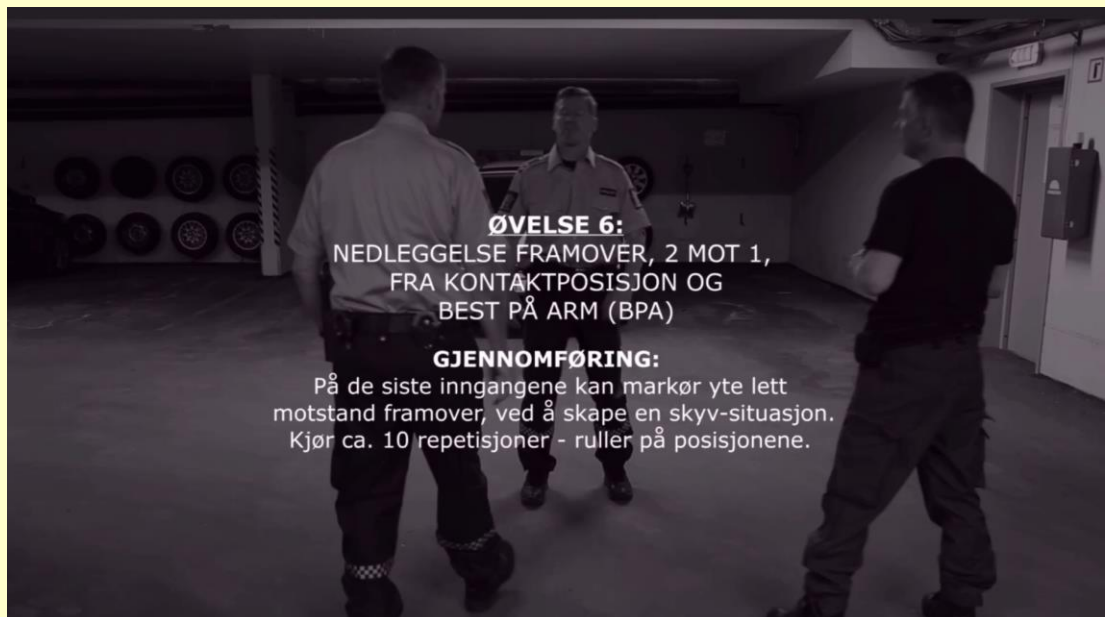 ØVELSE 6:
NEDLEGGELSE FRAMOVER, 2 MOT 1,
FRA KONTAKTPOSISJON OG
BEST PÅ ARM (BPA)
GJENNOMFØRING:
På de siste inngangene kan markør yte lett
motstand framover, ved å skape en skyv-situasjon.
Kjør ca. 10 repetisjoner - ruller på posisjonene.